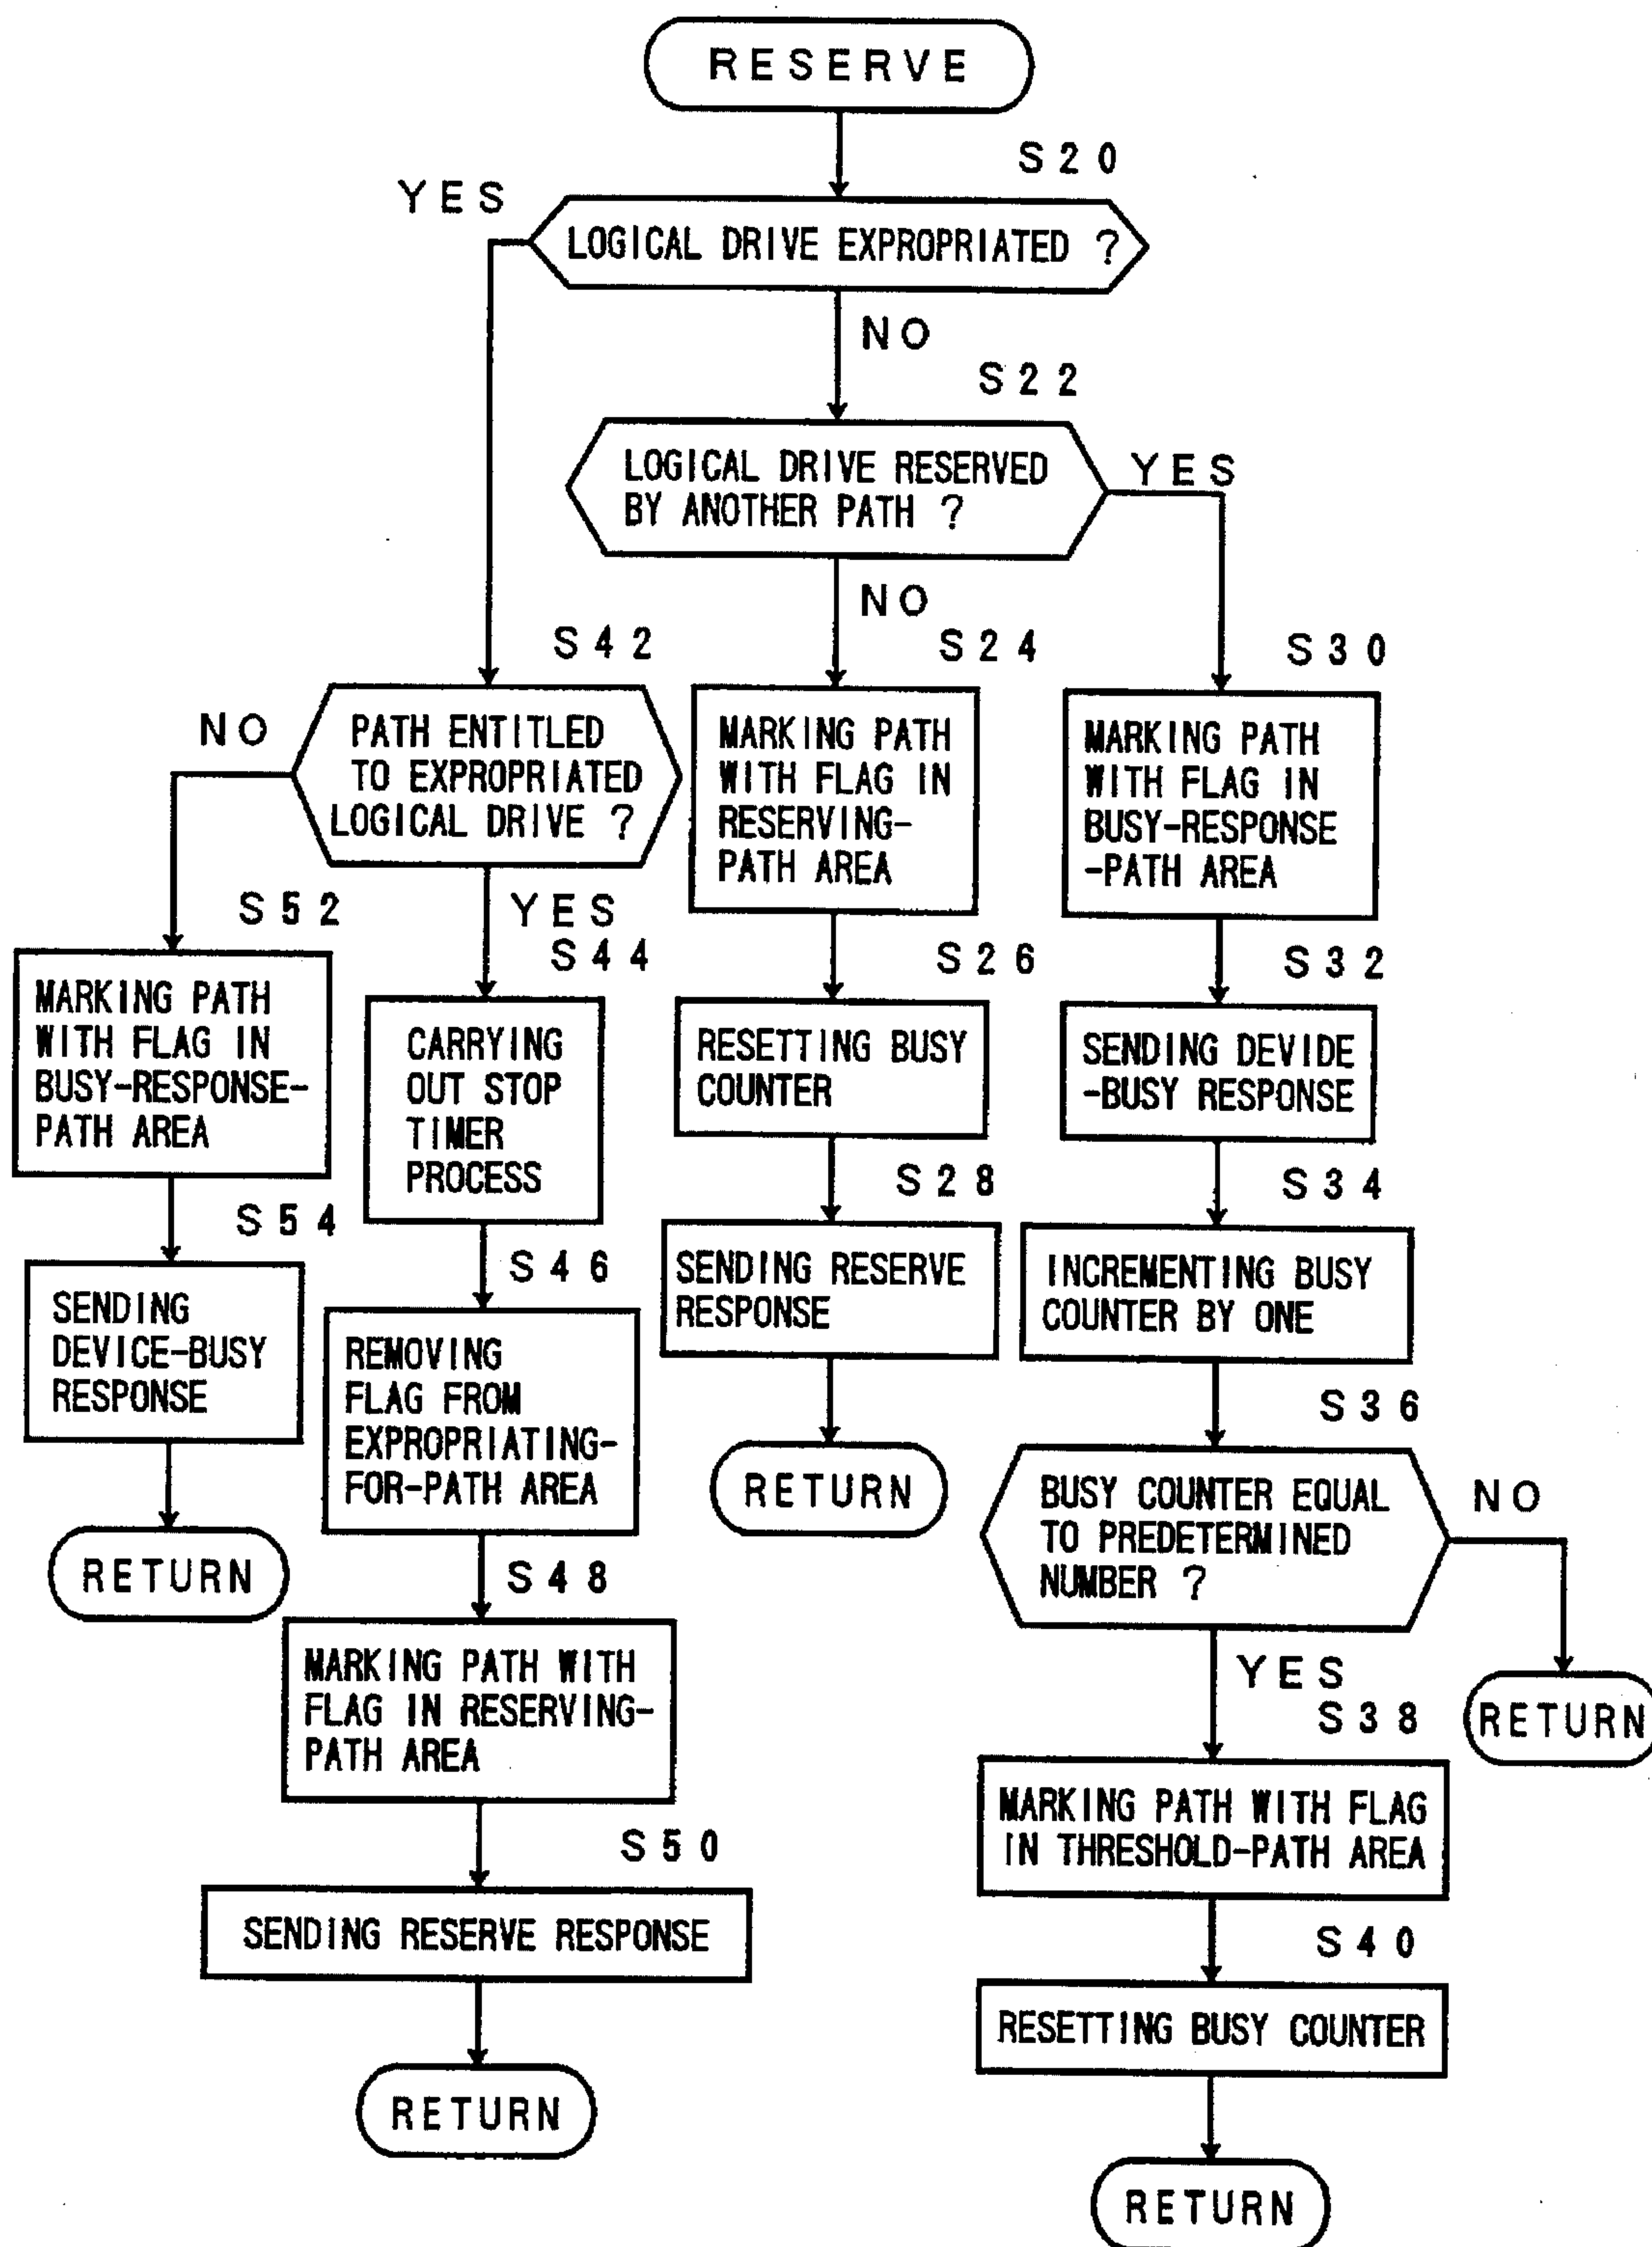 RESERVE
S20
YES
LOGICAL DRIVE EXPROPRIATED ?
NO
S22
LOGICAL DRIVE RESERVED
BY ANOTHER PATH ?
YES
NO
S42
S24
S30
NO
PATH ENTITLED
TO EXPROPRIATED
LOGICAL DRIVE ?
MARKING PATH
WITH FLAG IN
RESERVING-
PATH AREA
MARKING PATH
WITH FLAG IN
BUSY-RESPONSE
-PATH AREA
S52
YES
S44
S26
S32
MARKING PATH
WITH FLAG IN
BUSY-RESPONSE-
PATH AREA
CARRYING
OUT STOP
TIMER
PROCESS
RESETTING BUSY
COUNTER
SENDING DEVIDE
-BUSY RESPONSE
S54
S46
S28
S34
SENDING
DEVICE-BUSY
RESPONSE
REMOVING
FLAG FROM
EXPROPRIATING-
FOR-PATH AREA
SENDING RESERVE
RESPONSE
INCREMENTING BUSY
COUNTER BY ONE
S36
RETURN
S48
RETURN
BUSY COUNTER EQUAL
TO PREDETERMINED
NUMBER ?
NO
MARKING PATH WITH
FLAG IN RESERVING-
PATH AREA
YES
S38
RETURN
S50
MARKING PATH WITH FLAG
IN THRESHOLD-PATH AREA
SENDING RESERVE RESPONSE
S40
RESETTING BUSY COUNTER
RETURN
RETURN